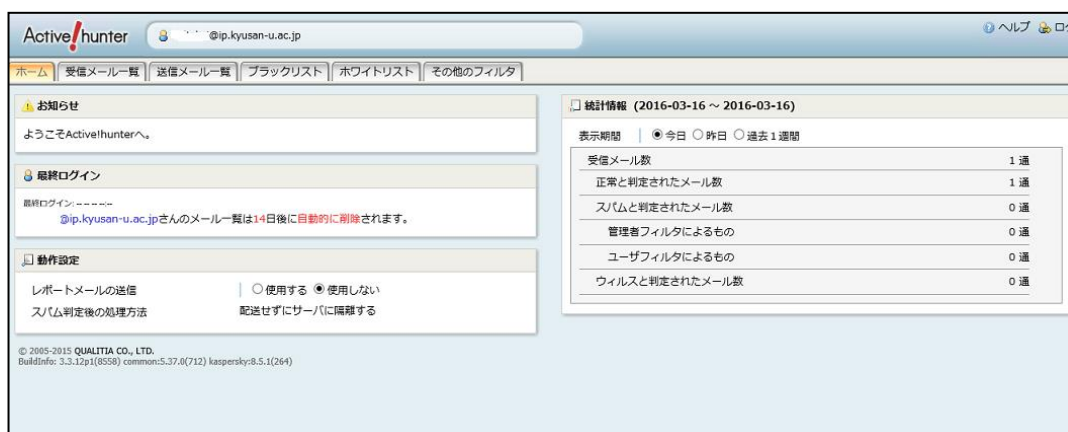 Active!hunter
@ip.kyusan-u.ac.jp
ヘルプ
ホーム 受信メール一覧 送信メール一覧 ブラックリスト ホワイトリスト その他のフィルタ
お知らせ
ようこそActive!hunterへ。
最終ログイン
最終ログイン: -- -- -- --:--
@ip.kyusan-u.ac.jpさんのメール一覧は14日後に自動的に削除されます。
動作設定
レポートメールの送信 使用する 使用しない
スパム判定後の処理方法 配送せずにサーバに隔離する
© 2005-2015 QUALITIA CO., LTD.
BuildInfo: 3.3.12p1(8558) common:5.37.0(712) kaspersky:8.5.1(264)
統計情報 (2016-03-16 ~ 2016-03-16)
表示期間 今日 昨日 過去1週間
受信メール数 1 通
正常と判定されたメール数 1 通
スパムと判定されたメール数 0 通
管理者フィルタによるもの 0 通
ユーザフィルタによるもの 0 通
ウィルスと判定されたメール数 0 通